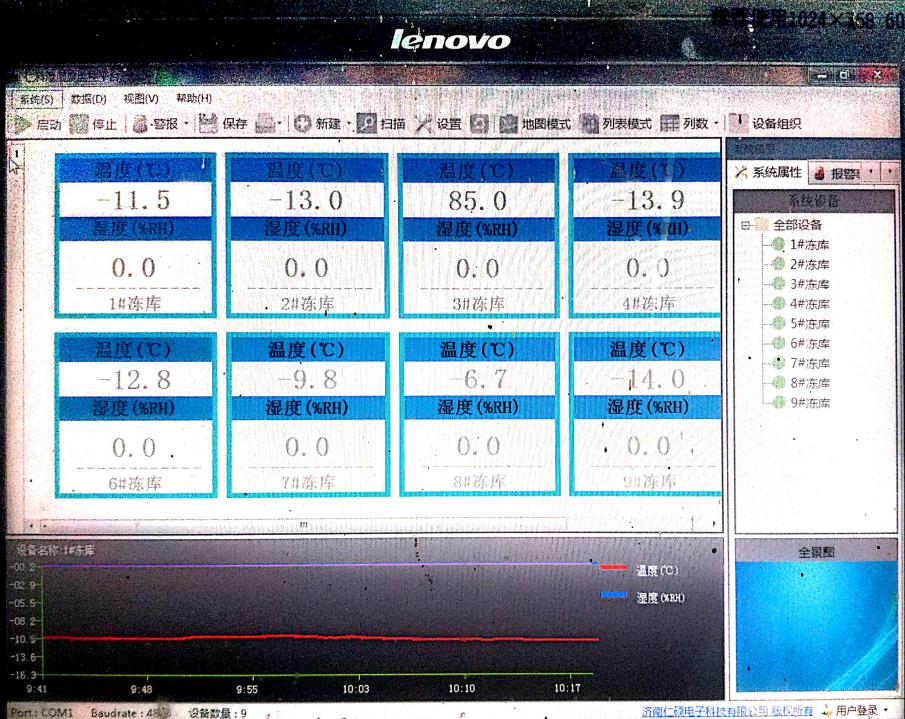 lenovo
系统(S) 数据(D) 视图(V) 帮助(H)
启动 停止 警报 保存 新建 扫描 设置 地图模式 列表模式 列数 设备组织
温度(℃) 温度(℃) 温度(℃) 温度(℃)
-11.5 -13.0 85.0 -13.9
湿度(%RH) 湿度(%RH) 湿度(%RH) 湿度(%RH)
0.0 0.0 0.0 0.0
1#冻库 2#冻库 3#冻库 4#冻库
温度(℃) 温度(℃) 温度(℃) 温度(℃)
-12.8 -9.8 -6.7 -14.0
湿度(%RH) 湿度(%RH) 湿度(%RH) 湿度(%RH)
0.0 0.0 0.0 0.0
6#冻库 7#冻库 8#冻库 9#冻库
系统属性 报警
系统设备
全部设备
1#冻库
2#冻库
3#冻库
4#冻库
5#冻库
6#冻库
7#冻库
8#冻库
9#冻库
全景图
设备名称:1#冻库
-00.2
-02.9
-05.5
-08.2
-10.9
-13.6
-16.3
9:41 9:48 9:55 10:03 10:10 10:17
温度(℃)
湿度(%RH)
Port:COM1 Baudrate: 设备数量:9
济南仁硕电子科技有限公司 版权所有 用户登录